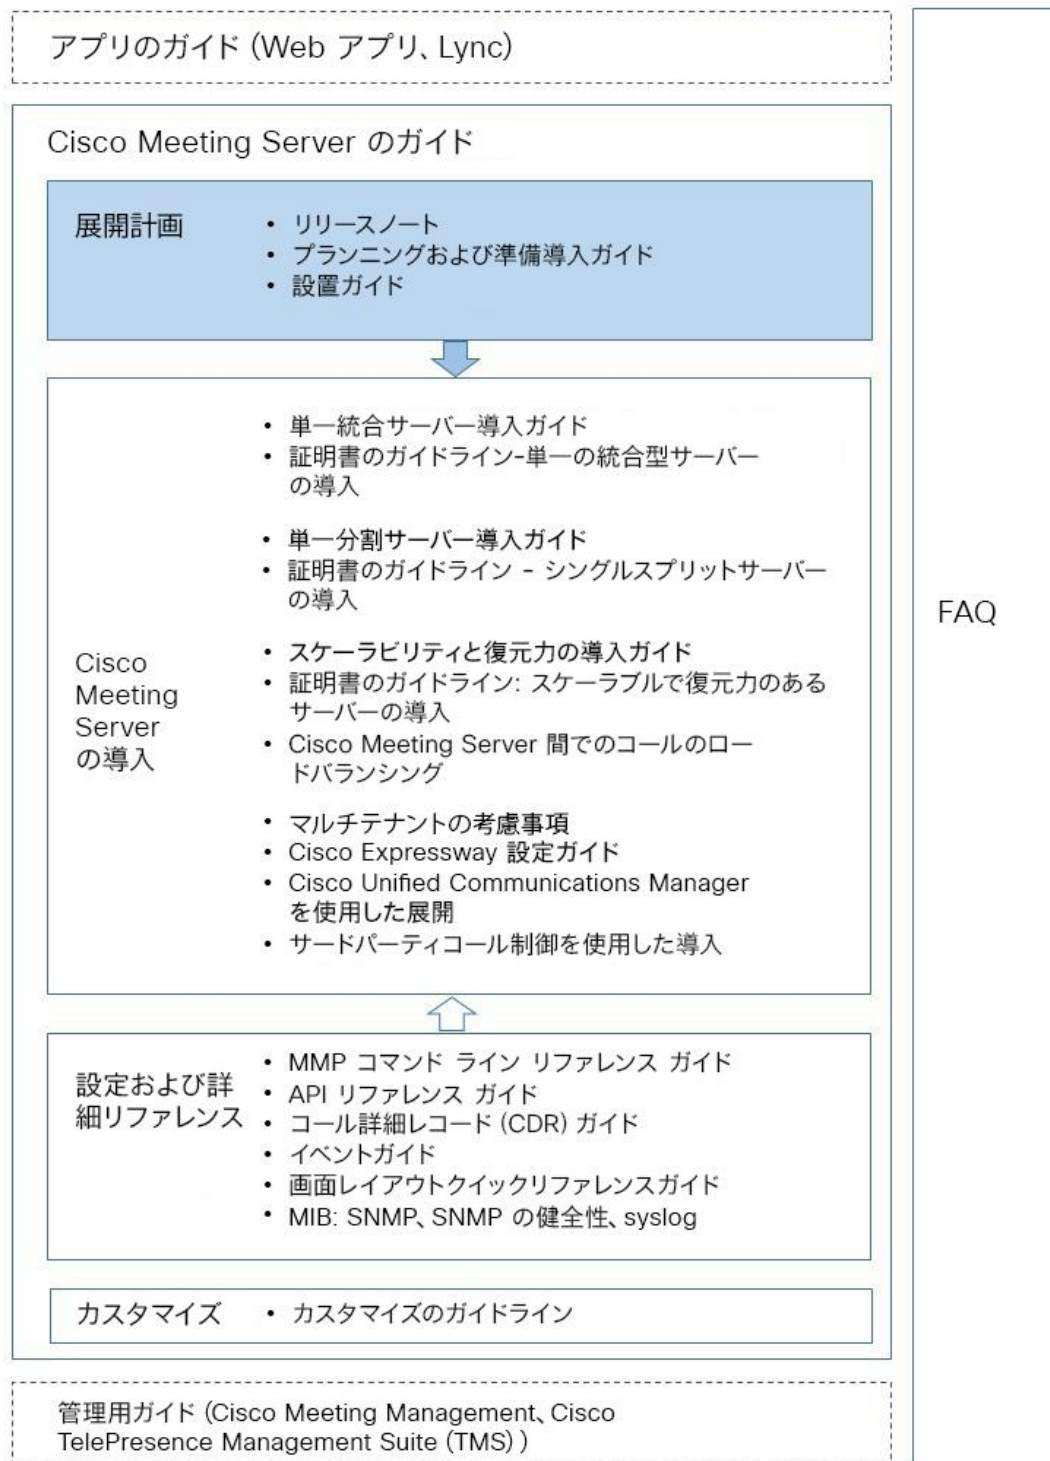 アプリのガイド (Web アプリ、Lync)
Cisco Meeting Server のガイド
展開計画
• リリースノート
• プランニングおよび準備導入ガイド
• 設置ガイド
Cisco
Meeting
Server
の導入
• 単一統合サーバー導入ガイド
• 証明書のガイドライン-単一の統合型サーバー
の導入
• 単一分割サーバー導入ガイド
• 証明書のガイドライン - シングルスプリットサーバー
の導入
• スケーラビリティと復元力の導入ガイド
• 証明書のガイドライン: スケーラブルで復元力のある
サーバーの導入
• Cisco Meeting Server 間でのコールのロー
ドバランシング
• マルチテナントの考慮事項
• Cisco Expressway 設定ガイド
• Cisco Unified Communications Manager
を使用した展開
• サードパーティコール制御を使用した導入
設定および詳
細リファレンス
• MMP コマンド ライン リファレンス ガイド
• API リファレンス ガイド
• コール詳細レコード (CDR) ガイド
• イベントガイド
• 画面レイアウトクイックリファレンスガイド
• MIB: SNMP、SNMP の健全性、syslog
カスタマイズ
• カスタマイズのガイドライン
管理用ガイド (Cisco Meeting Management、Cisco
TelePresence Management Suite (TMS) )
FAQ